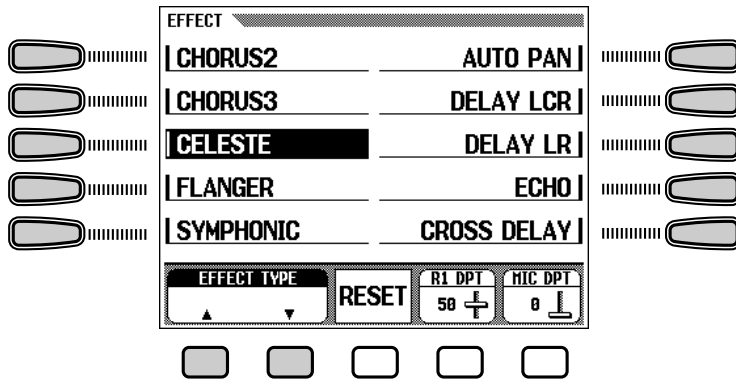 EFFECT
CHORUS2 AUTO PAN
CHORUS3 DELAY LCR
CELESTE DELAY LR
FLANGER ECHO
SYMPHONIC CROSS DELAY
EFFECT TYPE R1 DPT MIC DPT
▲ ▼ RESET 50 0